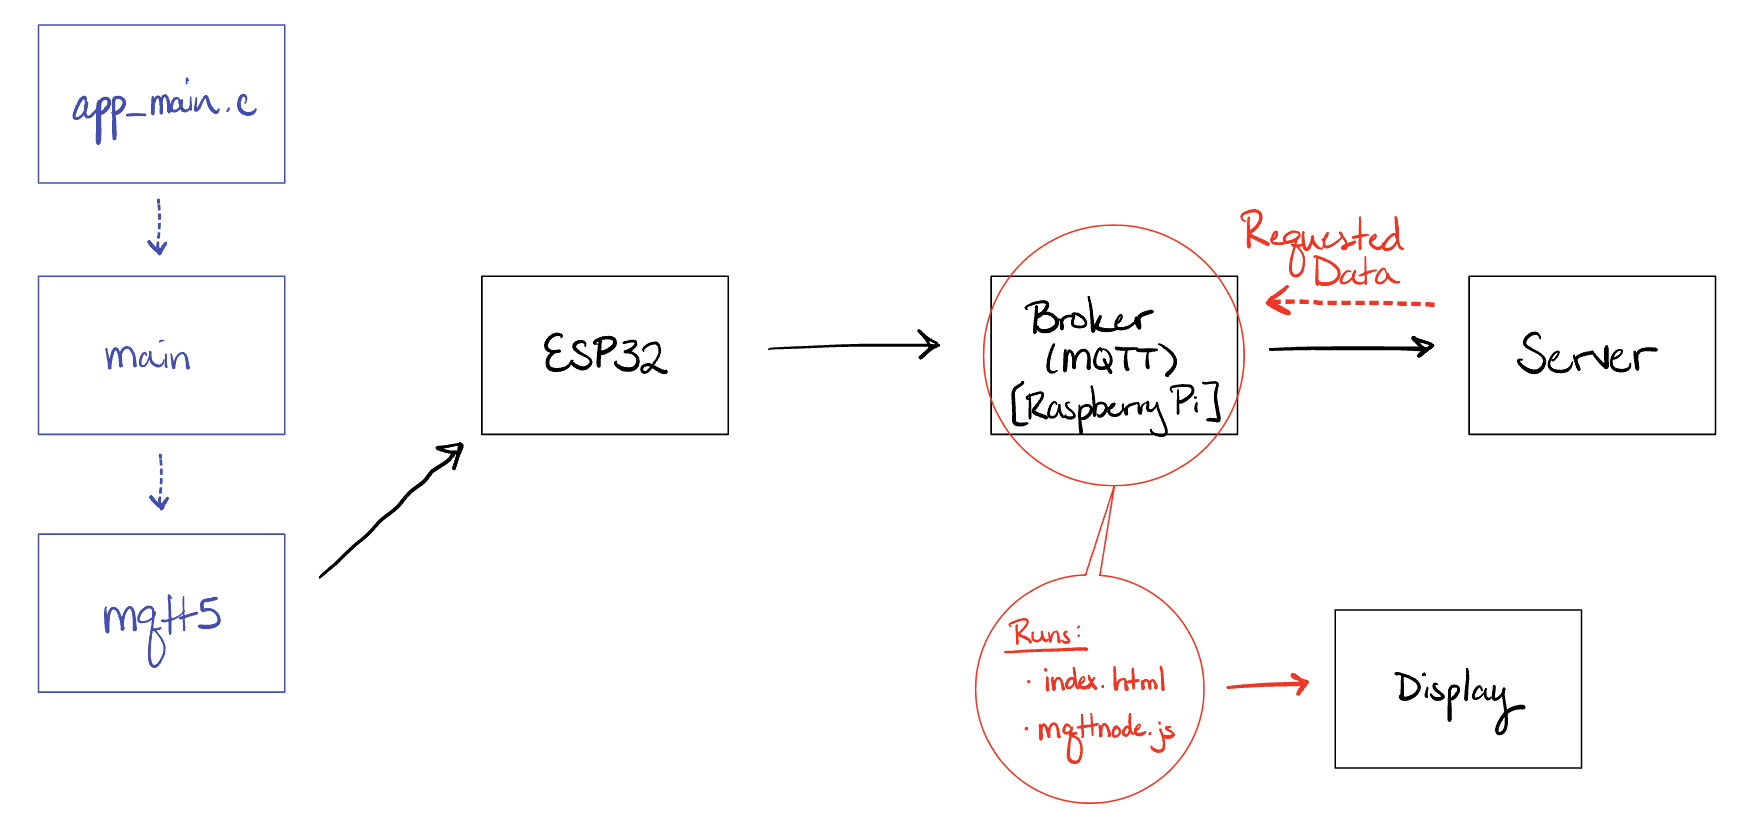 app_main.c
main
mqtt5
ESP32
Broker
(MQTT)
[Raspberry Pi]
Requested
Data
Server
Runs:
· index.html
· mqttnode.js
Display